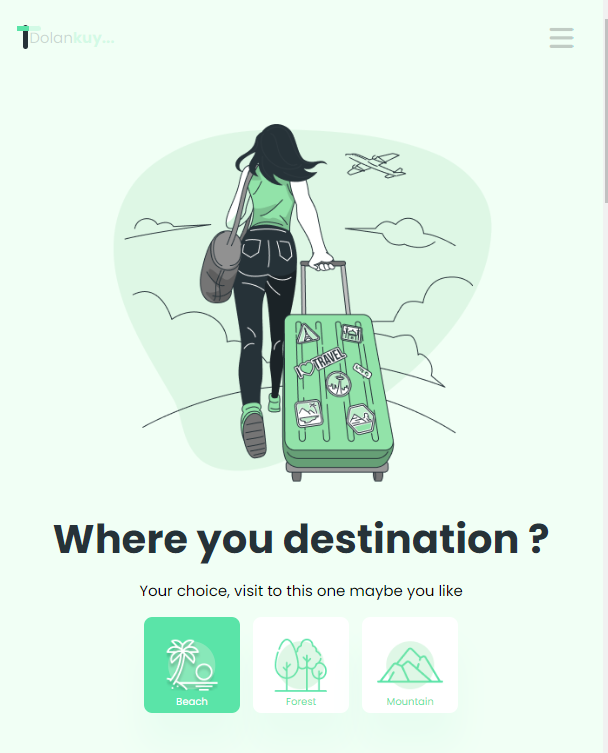 Dolankuy...
I TRAVEL
Where you destination ?
Your choice, visit to this one maybe you like
Beach
Forest
Mountain